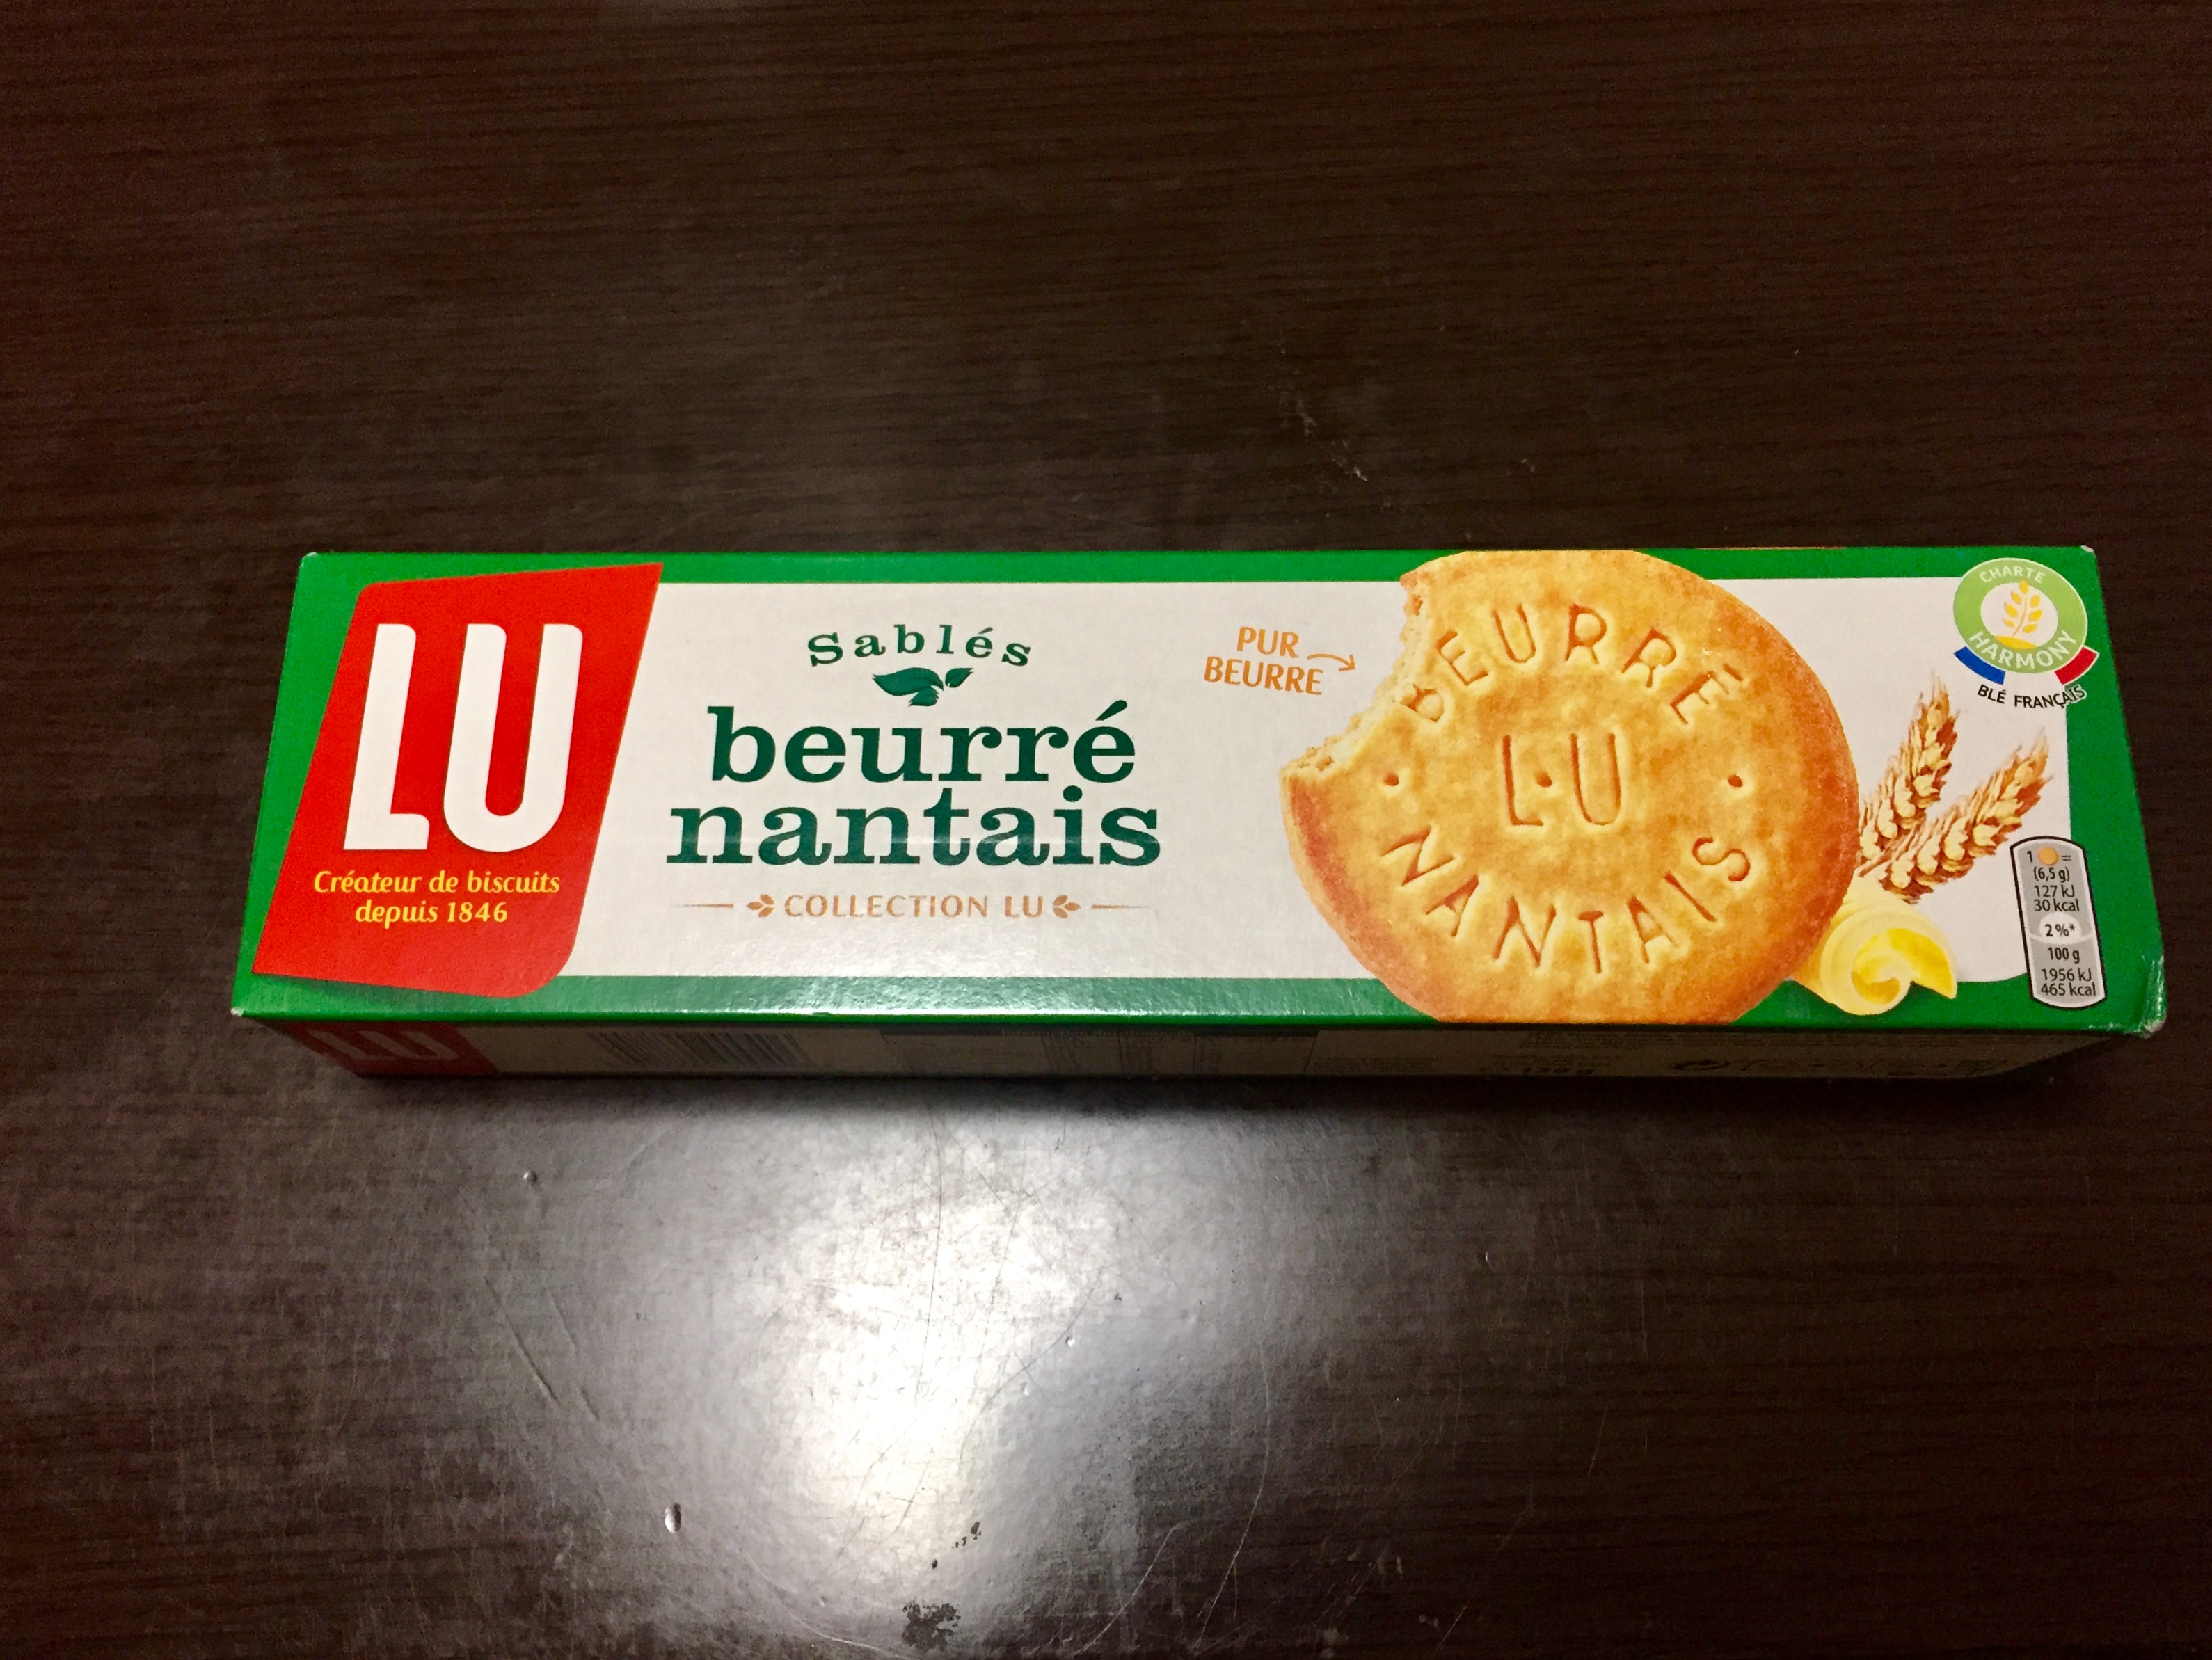 LU
Créateur de biscuits
depuis 1846
Sablés
beurré
nantais
COLLECTION LU
PUR
BEURRE
BEURRÉ
L·U
NANTAIS
CHARTE
HARMONY
BLÉ FRANÇAIS
1 =
(6,5 g)
127 kJ
30 kcal
2%*
100 g
1956 kJ
465 kcal
LU